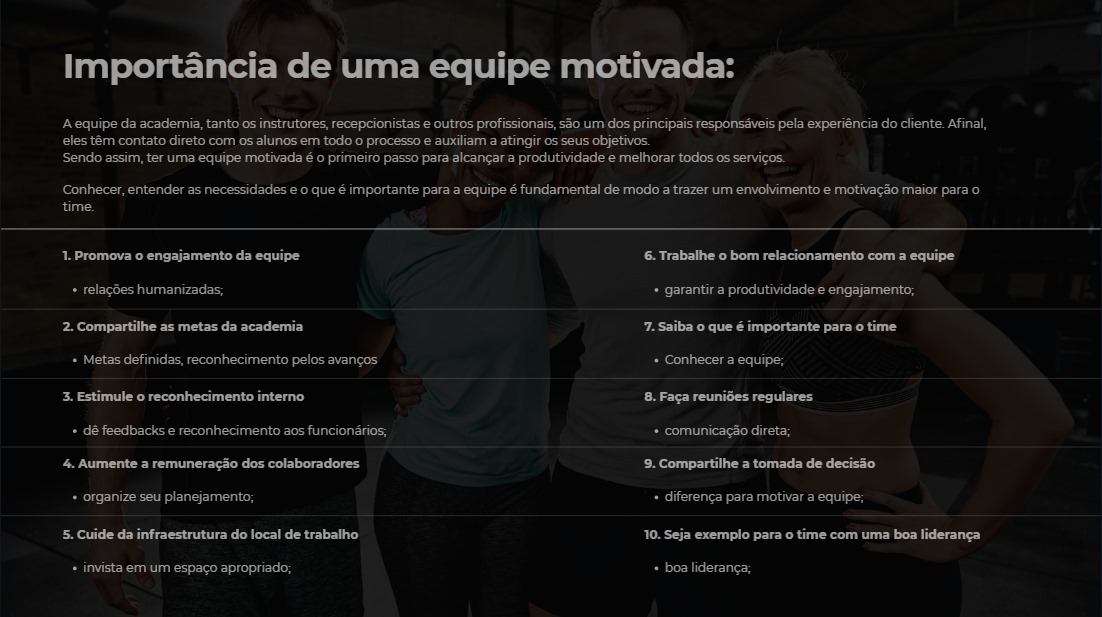 Importância de uma equipe motivada:
A equipe da academia, tanto os instrutores, recepcionistas e outros profissionais, são um dos principais responsáveis pela experiência do cliente. Afinal,
eles têm contato direto com os alunos em todo o processo e auxiliam a atingir os seus objetivos.
Sendo assim, ter uma equipe motivada é o primeiro passo para alcançar a produtividade e melhorar todos os serviços.
Conhecer, entender as necessidades e o que é importante para a equipe é fundamental de modo a trazer um envolvimento e motivação maior para o
time.
1. Promova o engajamento da equipe
• relações humanizadas;
2. Compartilhe as metas da academia
• Metas definidas, reconhecimento pelos avanços
3. Estimule o reconhecimento interno
• dê feedbacks e reconhecimento aos funcionários;
4. Aumente a remuneração dos colaboradores
• organize seu planejamento;
5. Cuide da infraestrutura do local de trabalho
• invista em um espaço apropriado;
6. Trabalhe o bom relacionamento com a equipe
• garantir a produtividade e engajamento;
7. Saiba o que é importante para o time
• Conhecer a equipe;
8. Faça reuniões regulares
• comunicação direta;
9. Compartilhe a tomada de decisão
• diferença para motivar a equipe;
10. Seja exemplo para o time com uma boa liderança
• boa liderança;